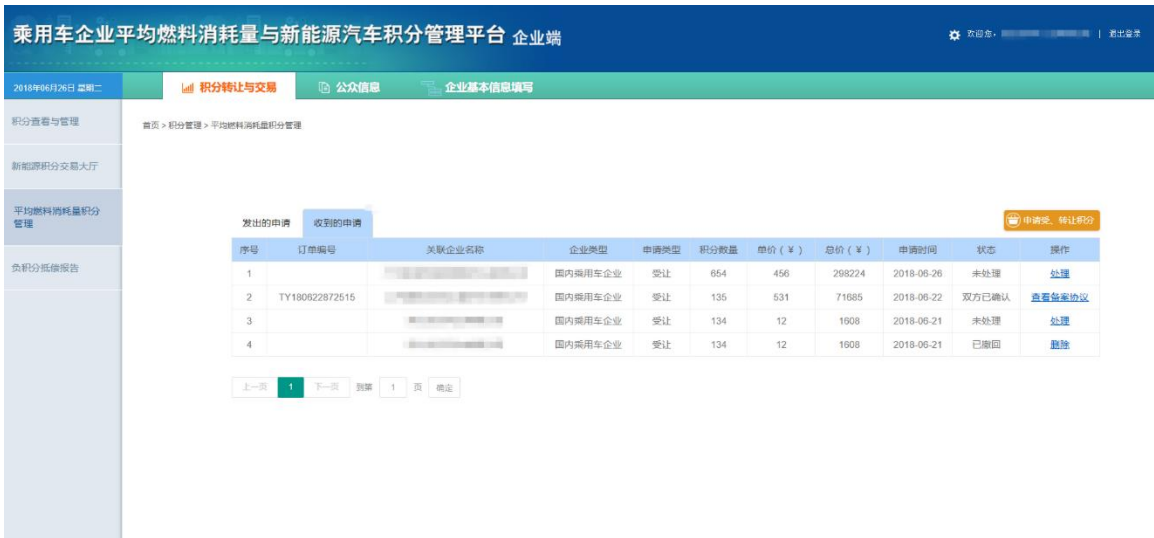 乘用车企业平均燃料消耗量与新能源汽车积分管理平台 企业端
欢迎您, | 退出登录
2018年06月26日 星期二
积分转让与交易 公众信息 企业基本信息填写
积分查看与管理
新能源积分交易大厅
平均燃料消耗量积分
管理
负积分抵偿报告
首页 > 积分管理 > 平均燃料消耗量积分管理
发出的申请 收到的申请 申请受、转让积分
序号 订单编号 关联企业名称 企业类型 申请类型 积分数量 单价(¥) 总价(¥) 申请时间 状态 操作
1 国内乘用车企业 受让 654 456 298224 2018-06-26 未处理 处理
2 TY180622872515 国内乘用车企业 受让 135 531 71685 2018-06-22 双方已确认 查看备案协议
3 国内乘用车企业 受让 134 12 1608 2018-06-21 未处理 处理
4 国内乘用车企业 受让 134 12 1608 2018-06-21 已撤回 删除
上一页 1 下一页 到第 1 页 确定